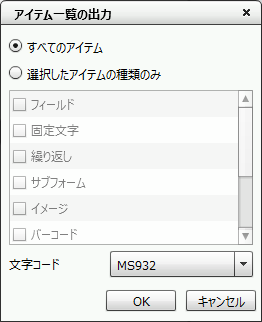 アイテム一覧の出力
すべてのアイテム
選択したアイテムの種類のみ
フィールド
固定文字
繰り返し
サブフォーム
イメージ
バーコード
文字コード MS932
OK キャンセル